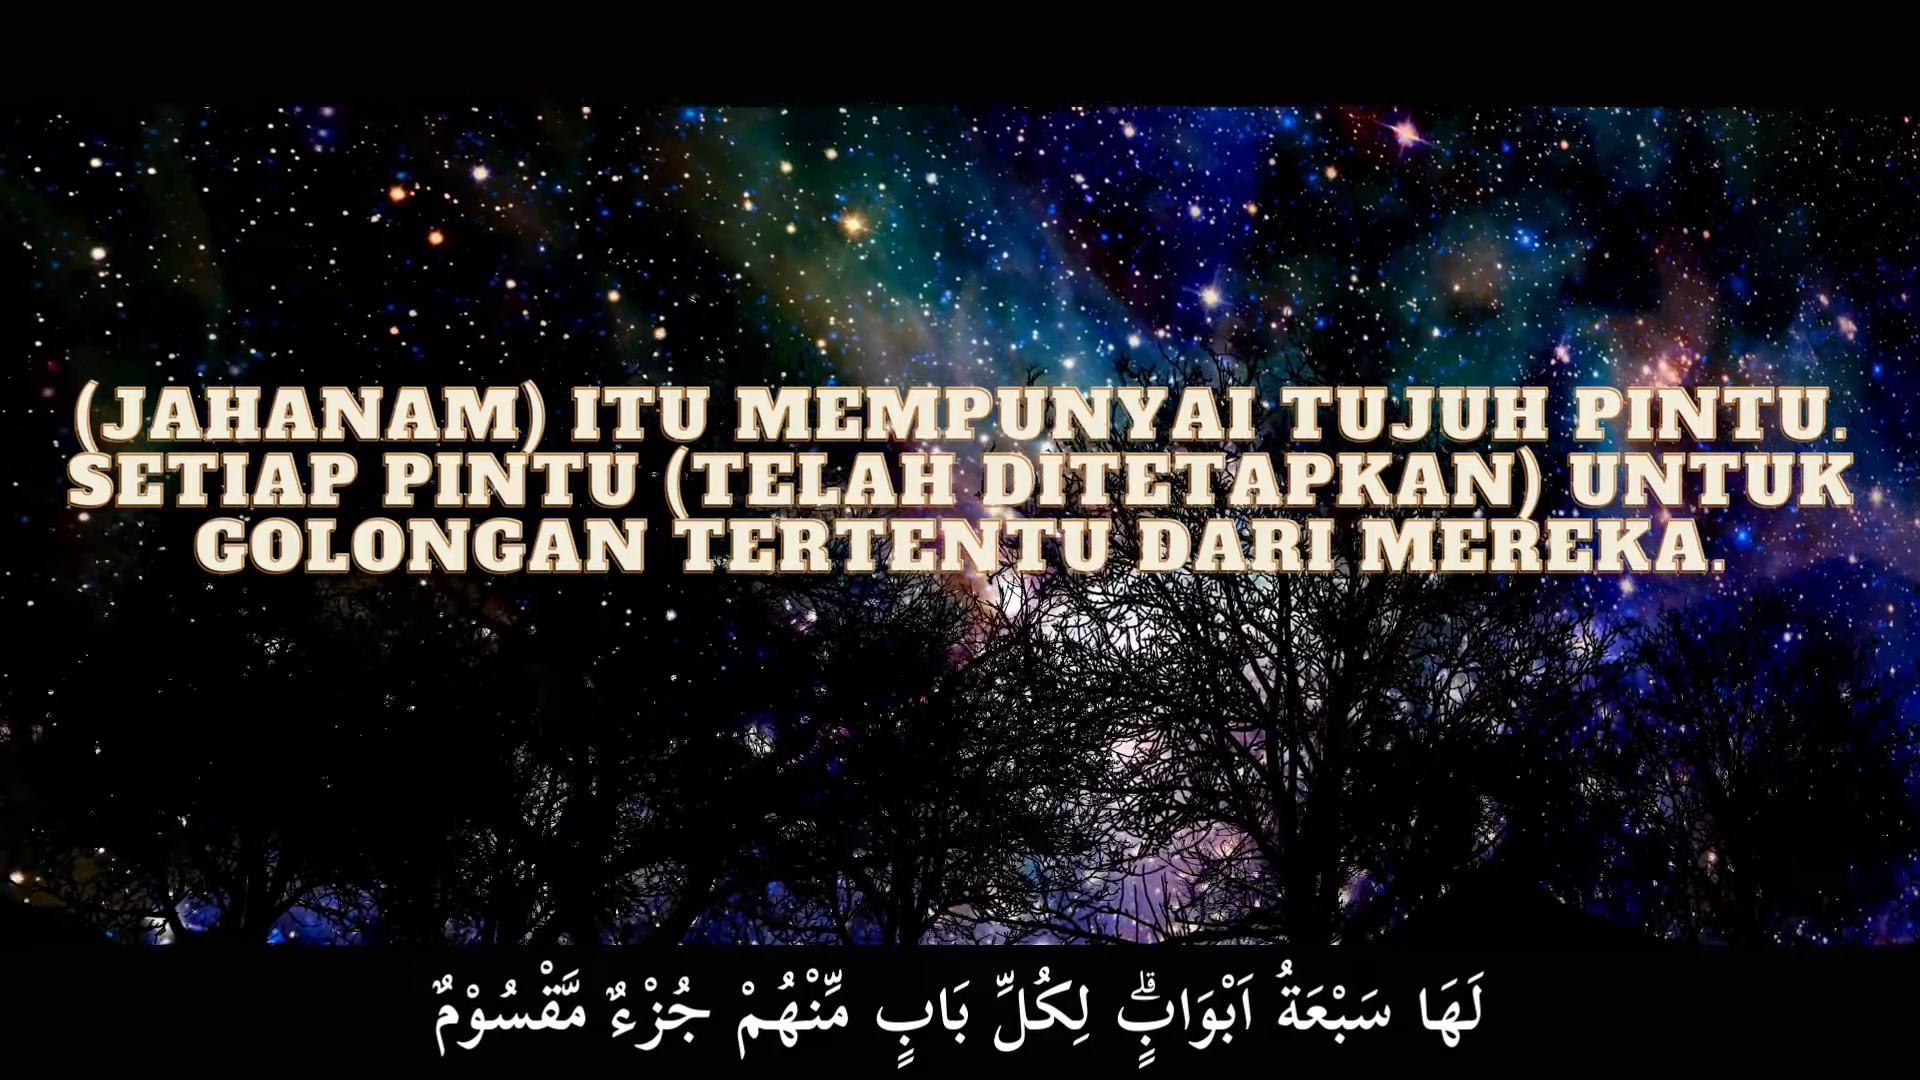 (JAHANAM) ITU MEMPUNYAI TUJUH PINTU.
SETIAP PINTU (TELAH DITETAPKAN) UNTUK
GOLONGAN TERTENTU DARI MEREKA.
لَهَا سَبْعَةُ اَبْوَابٍۗ لِكُلِّ بَابٍ مِّنْهُمْ جُزْءٌ مَّقْسُوْمٌ